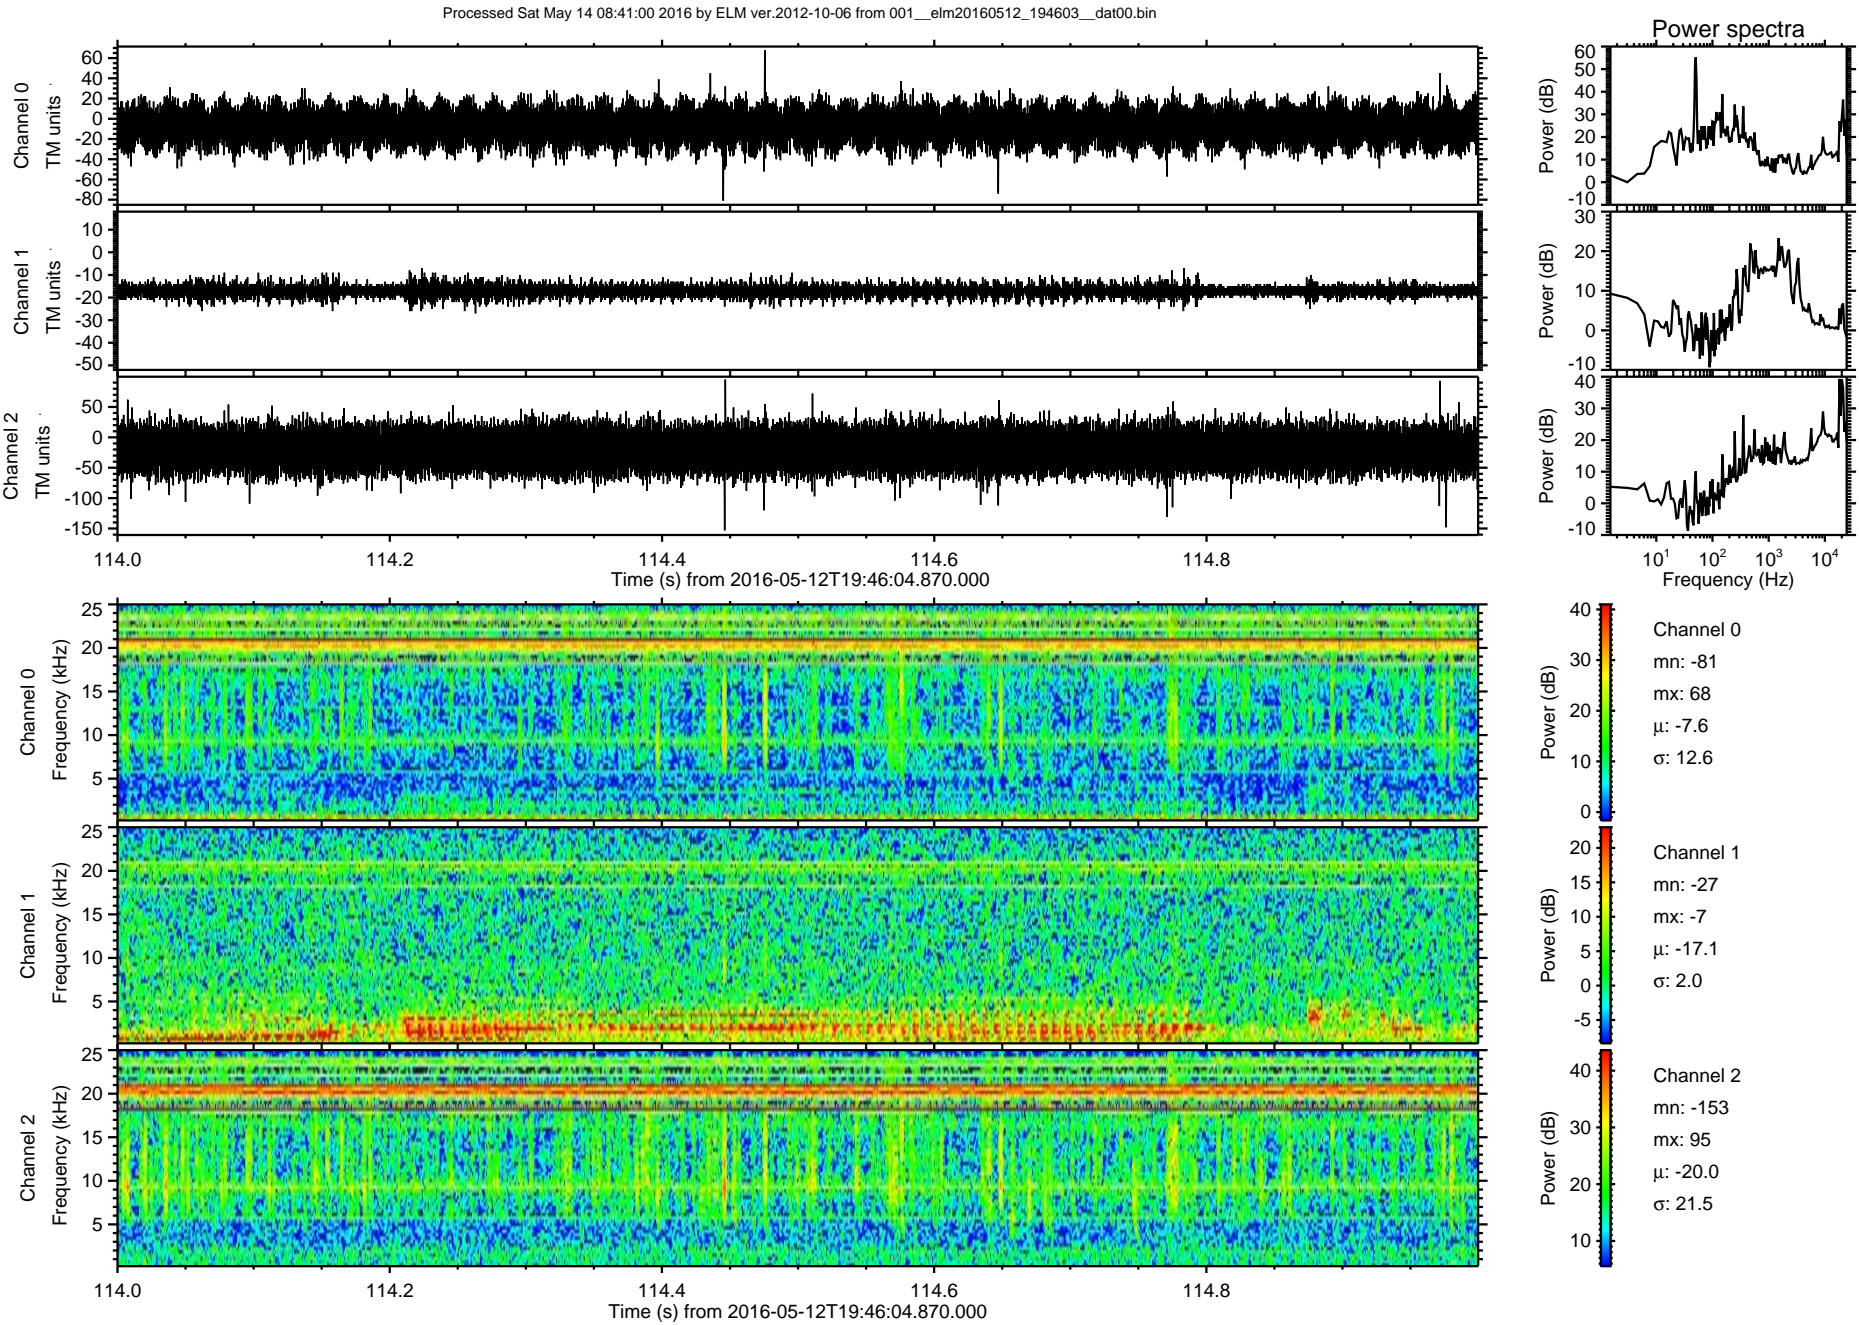 Processed Sat May 14 08:41:00 2016 by ELM ver.2012-10-06 from 001__elm20160512_194603__dat00.bin
Power spectra
Channel 0
TM units
60
40
20
0
-20
-40
-60
-80
Power (dB)
60
50
40
30
20
10
0
-10
Channel 1
TM units
10
0
-10
-20
-30
-40
-50
Power (dB)
30
20
10
0
-10
Channel 2
TM units
50
0
-50
-100
-150
Power (dB)
40
30
20
10
0
-10
114.0 114.2 114.4 114.6 114.8
Time (s) from 2016-05-12T19:46:04.870.000
10¹ 10² 10³ 10⁴
Frequency (Hz)
Channel 0
Frequency (kHz)
25
20
15
10
5
Power (dB)
40
30
20
10
0
Channel 0
mn: -81
mx: 68
μ: -7.6
σ: 12.6
Channel 1
Frequency (kHz)
25
20
15
10
5
Power (dB)
20
15
10
5
0
-5
Channel 1
mn: -27
mx: -7
μ: -17.1
σ: 2.0
Channel 2
Frequency (kHz)
25
20
15
10
5
Power (dB)
40
30
20
10
Channel 2
mn: -153
mx: 95
μ: -20.0
σ: 21.5
114.0 114.2 114.4 114.6 114.8
Time (s) from 2016-05-12T19:46:04.870.000